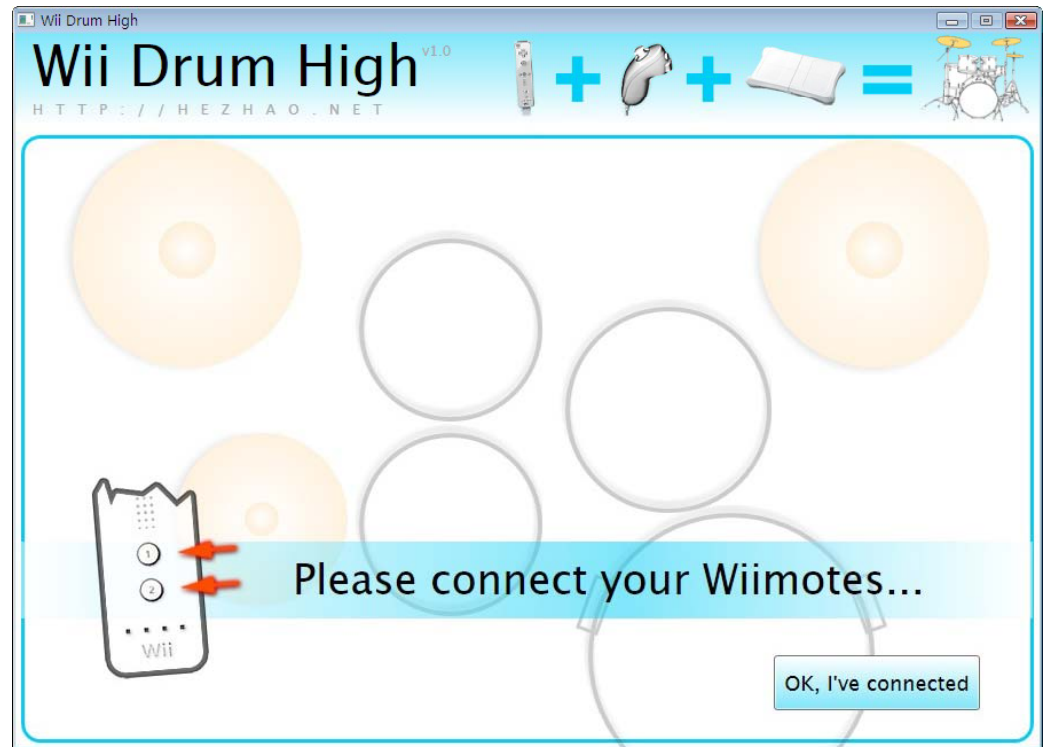 Wii Drum High
Wii Drum High v1.0
HTTP://HEZHAO.NET
1
2
Wii
Please connect your Wiimotes...
OK, I've connected